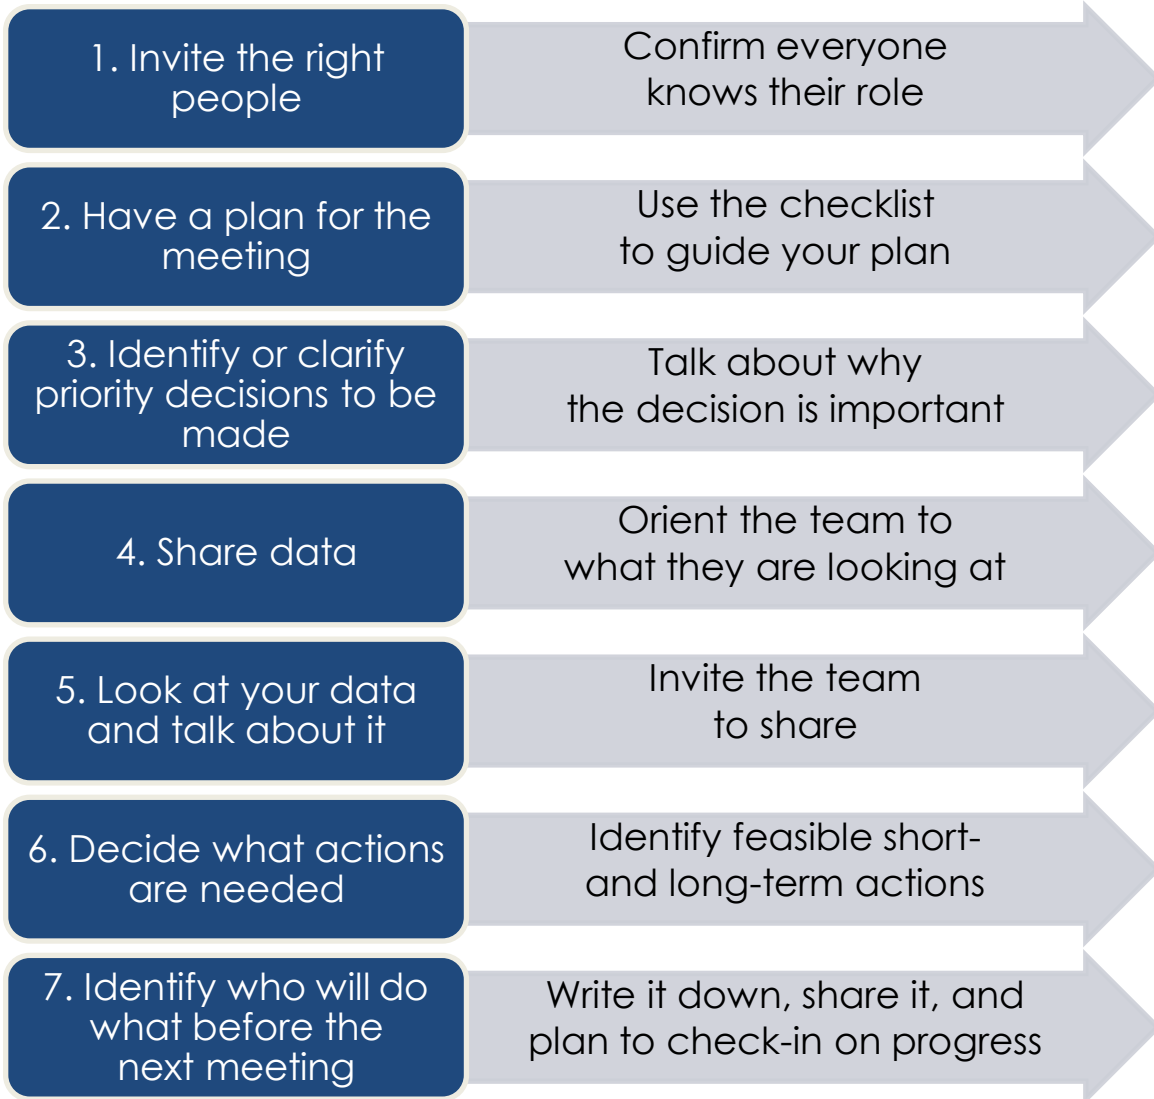 1. Invite the right
people
Confirm everyone
knows their role
2. Have a plan for the
meeting
Use the checklist
to guide your plan
3. Identify or clarify
priority decisions to be
made
Talk about why
the decision is important
4. Share data
Orient the team to
what they are looking at
5. Look at your data
and talk about it
Invite the team
to share
6. Decide what actions
are needed
Identify feasible short-
and long-term actions
7. Identify who will do
what before the
next meeting
Write it down, share it, and
plan to check-in on progress